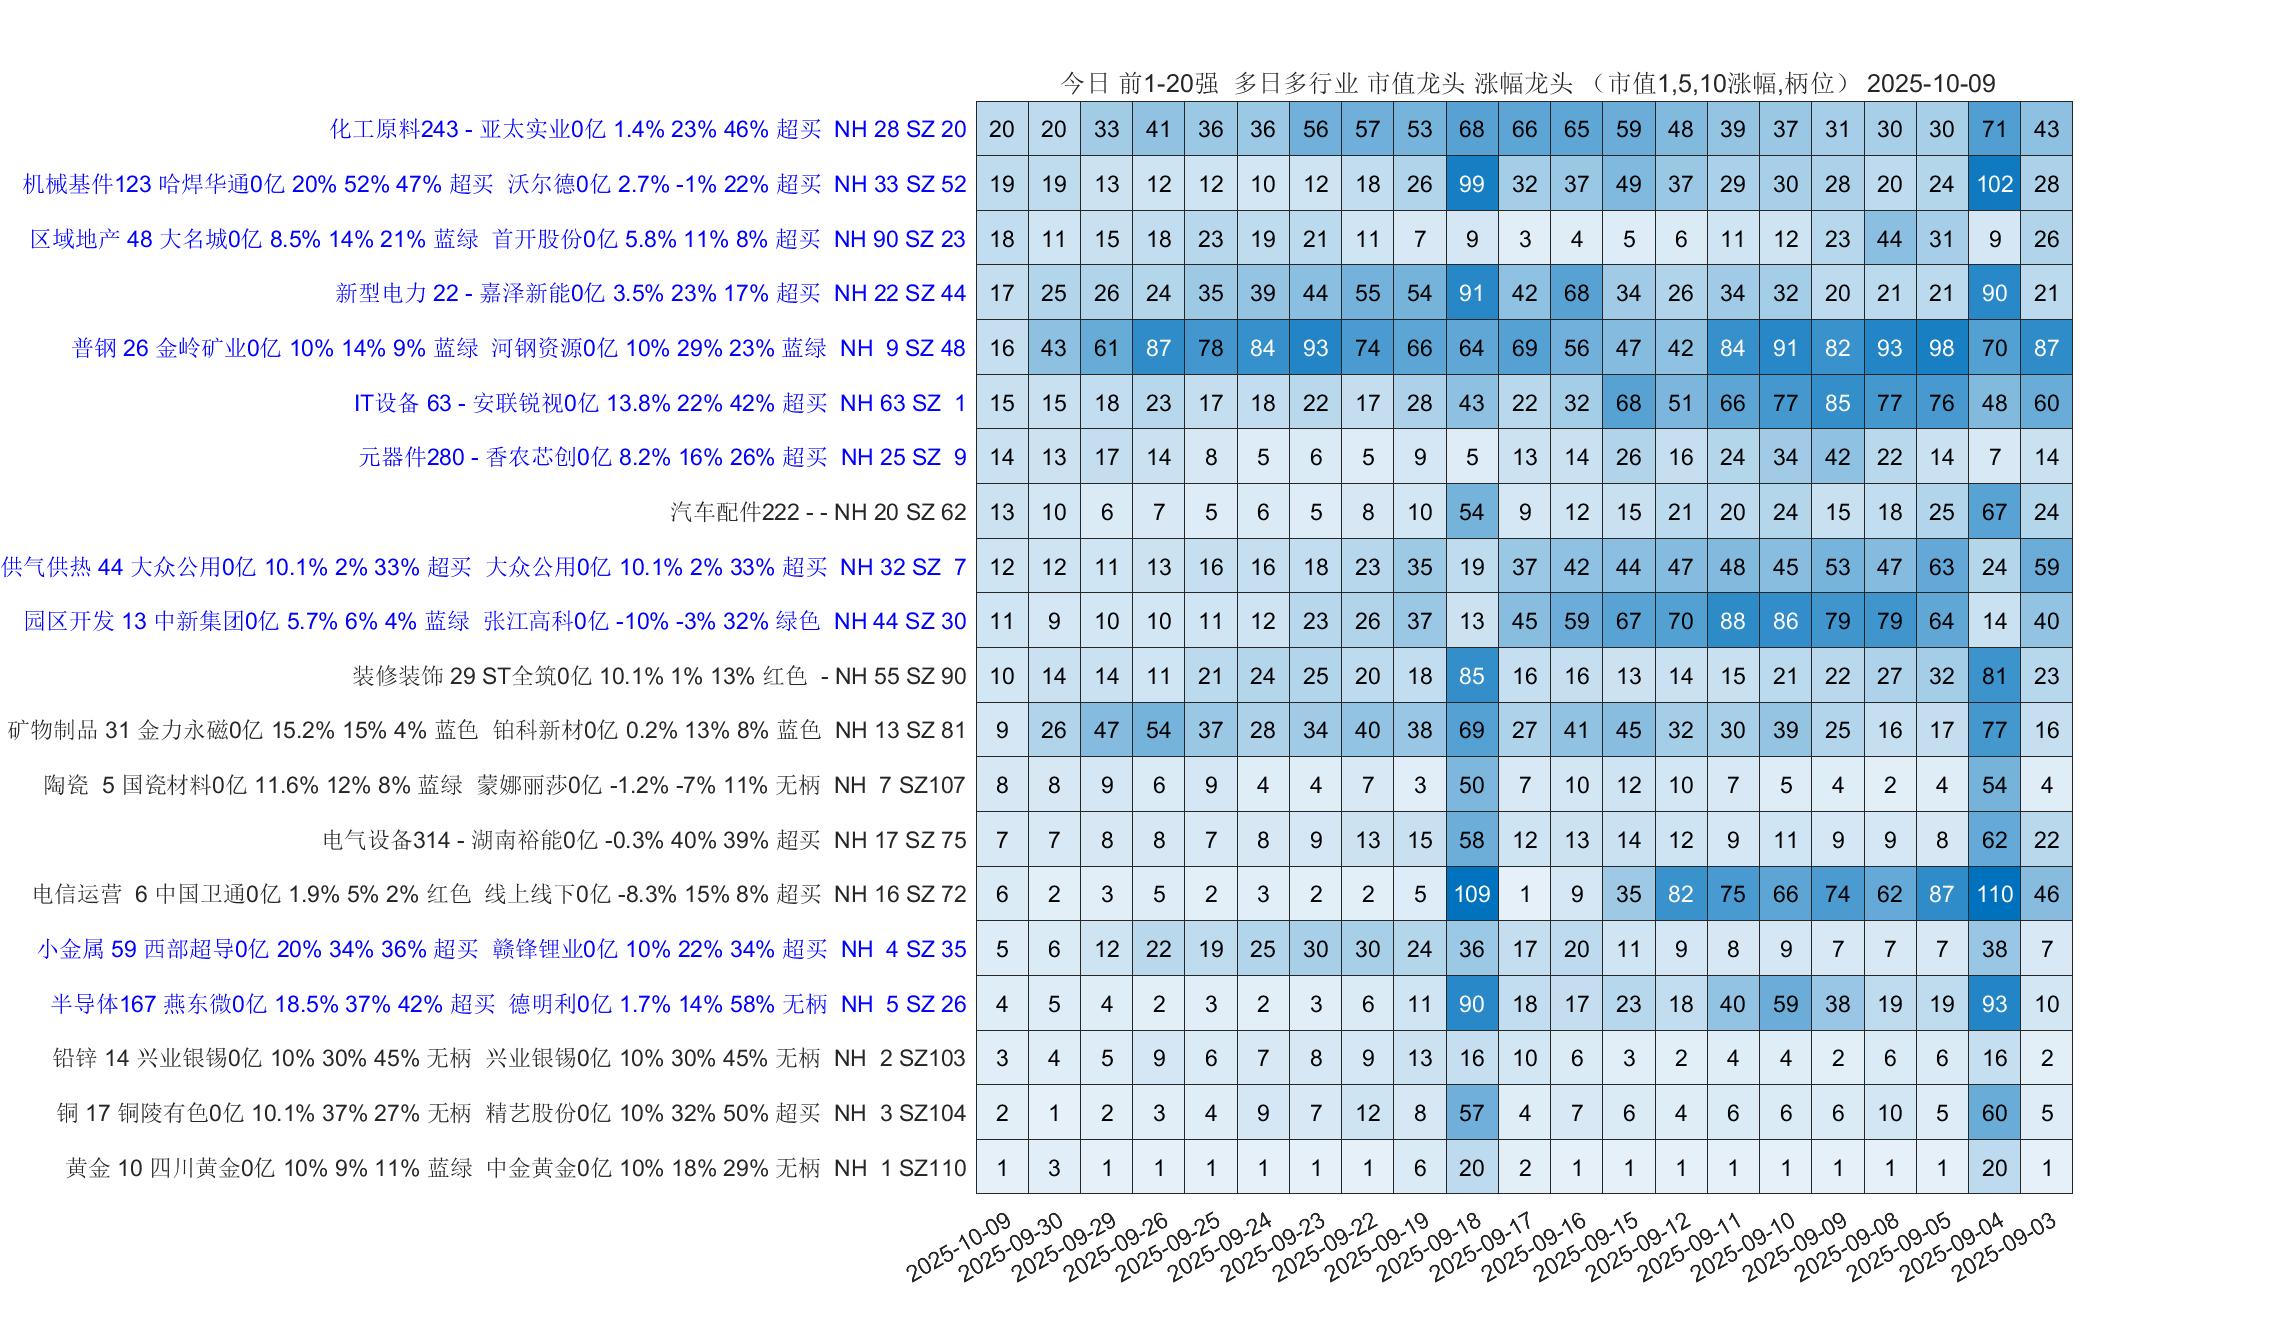 今日 前1-20强 多日多行业 市值龙头 涨幅龙头 （市值1,5,10涨幅,柄位） 2025-10-09
化工原料243 - 亚太实业0亿 1.4% 23% 46% 超买 NH 28 SZ 20 20 20 33 41 36 36 56 57 53 68 66 65 59 48 39 37 31 30 30 71 43
机械基件123 哈焊华通0亿 20% 52% 47% 超买 沃尔德0亿 2.7% -1% 22% 超买 NH 33 SZ 52 19 19 13 12 12 10 12 18 26 99 32 37 49 37 29 30 28 20 24 102 28
区域地产 48 大名城0亿 8.5% 14% 21% 蓝绿 首开股份0亿 5.8% 11% 8% 超买 NH 90 SZ 23 18 11 15 18 23 19 21 11 7 9 3 4 5 6 11 12 23 44 31 9 26
新型电力 22 - 嘉泽新能0亿 3.5% 23% 17% 超买 NH 22 SZ 44 17 25 26 24 35 39 44 55 54 91 42 68 34 26 34 32 20 21 21 90 21
普钢 26 金岭矿业0亿 10% 14% 9% 蓝绿 河钢资源0亿 10% 29% 23% 蓝绿 NH 9 SZ 48 16 43 61 87 78 84 93 74 66 64 69 56 47 42 84 91 82 93 98 70 87
IT设备 63 - 安联锐视0亿 13.8% 22% 42% 超买 NH 63 SZ 1 15 15 18 23 17 18 22 17 28 43 22 32 68 51 66 77 85 77 76 48 60
元器件280 - 香农芯创0亿 8.2% 16% 26% 超买 NH 25 SZ 9 14 13 17 14 8 5 6 5 9 5 13 14 26 16 24 34 42 22 14 7 14
汽车配件222 - - NH 20 SZ 62 13 10 6 7 5 6 5 8 10 54 9 12 15 21 20 24 15 18 25 67 24
供气供热 44 大众公用0亿 10.1% 2% 33% 超买 大众公用0亿 10.1% 2% 33% 超买 NH 32 SZ 7 12 12 11 13 16 16 18 23 35 19 37 42 44 47 48 45 53 47 63 24 59
园区开发 13 中新集团0亿 5.7% 6% 4% 蓝绿 张江高科0亿 -10% -3% 32% 绿色 NH 44 SZ 30 11 9 10 10 11 12 23 26 37 13 45 59 67 70 88 86 79 79 64 14 40
装修装饰 29 ST全筑0亿 10.1% 1% 13% 红色 - NH 55 SZ 90 10 14 14 11 21 24 25 20 18 85 16 16 13 14 15 21 22 27 32 81 23
矿物制品 31 金力永磁0亿 15.2% 15% 4% 蓝色 铂科新材0亿 0.2% 13% 8% 蓝色 NH 13 SZ 81 9 26 47 54 37 28 34 40 38 69 27 41 45 32 30 39 25 16 17 77 16
陶瓷 5 国瓷材料0亿 11.6% 12% 8% 蓝绿 蒙娜丽莎0亿 -1.2% -7% 11% 无柄 NH 7 SZ107 8 8 9 6 9 4 4 7 3 50 7 10 12 10 7 5 4 2 4 54 4
电气设备314 - 湖南裕能0亿 -0.3% 40% 39% 超买 NH 17 SZ 75 7 7 8 8 7 8 9 13 15 58 12 13 14 12 9 11 9 9 8 62 22
电信运营 6 中国卫通0亿 1.9% 5% 2% 红色 线上线下0亿 -8.3% 15% 8% 超买 NH 16 SZ 72 6 2 3 5 2 3 2 2 5 109 1 9 35 82 75 66 74 62 87 110 46
小金属 59 西部超导0亿 20% 34% 36% 超买 赣锋锂业0亿 10% 22% 34% 超买 NH 4 SZ 35 5 6 12 22 19 25 30 30 24 36 17 20 11 9 8 9 7 7 7 38 7
半导体167 燕东微0亿 18.5% 37% 42% 超买 德明利0亿 1.7% 14% 58% 无柄 NH 5 SZ 26 4 5 4 2 3 2 3 6 11 90 18 17 23 18 40 59 38 19 19 93 10
铅锌 14 兴业银锡0亿 10% 30% 45% 无柄 兴业银锡0亿 10% 30% 45% 无柄 NH 2 SZ103 3 4 5 9 6 7 8 9 13 16 10 6 3 2 4 4 2 6 6 16 2
铜 17 铜陵有色0亿 10.1% 37% 27% 无柄 精艺股份0亿 10% 32% 50% 超买 NH 3 SZ104 2 1 2 3 4 9 7 12 8 57 4 7 6 4 6 6 6 10 5 60 5
黄金 10 四川黄金0亿 10% 9% 11% 蓝绿 中金黄金0亿 10% 18% 29% 无柄 NH 1 SZ110 1 3 1 1 1 1 1 1 6 20 2 1 1 1 1 1 1 1 1 20 1
2025-10-09 2025-09-30 2025-09-29 2025-09-26 2025-09-25 2025-09-24 2025-09-23 2025-09-22 2025-09-19 2025-09-18 2025-09-17 2025-09-16 2025-09-15 2025-09-12 2025-09-11 2025-09-10 2025-09-09 2025-09-08 2025-09-05 2025-09-04 2025-09-03